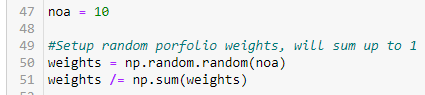 47 noa = 10
48
49 #Setup random porfolio weights, will sum up to 1
50 weights = np.random.random(noa)
51 weights /= np.sum(weights)